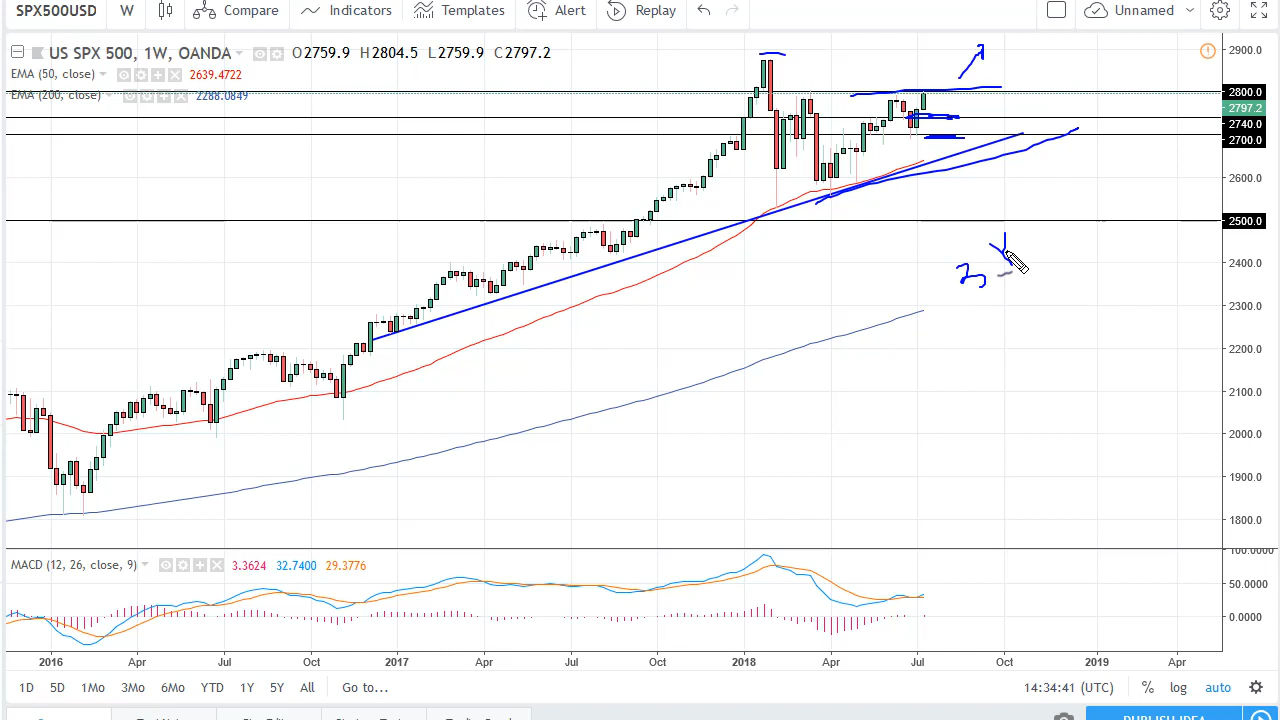 SPX500USD W Compare Indicators Templates Alert Replay Unnamed
US SPX 500, 1W, OANDA O2759.9 H2804.5 L2759.9 C2797.2
EMA (50, close) 2639.4722
EMA (200, close) 2288.0849
2900.0
2800.0
2797.2
2740.0
2700.0
2600.0
2500.0
2400.0
2300.0
2200.0
2100.0
2000.0
1900.0
1800.0
MACD (12, 26, close, 9) 3.3624 32.7400 29.3776
100.0000
50.0000
0.0000
2016 Apr Jul Oct 2017 Apr Jul Oct 2018 Apr Jul Oct 2019 Apr
1D 5D 1Mo 3Mo 6Mo YTD 1Y 5Y All Go to... 14:34:41 (UTC) % log auto
PUBLISH IDEA